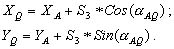 X_Q = X_A + S_3 * Cos(α_AQ) ;
Y_Q = Y_A + S_3 * Sin(α_AQ) .